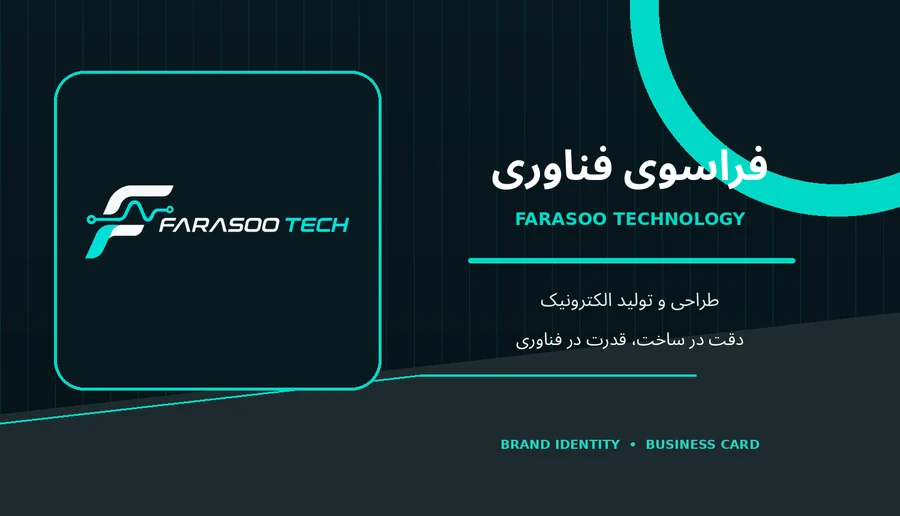 FARASOO TECH
فراسوی فناوری
FARASOO TECHNOLOGY
طراحی و تولید الکترونیک
دقت در ساخت، قدرت در فناوری
BRAND IDENTITY • BUSINESS CARD